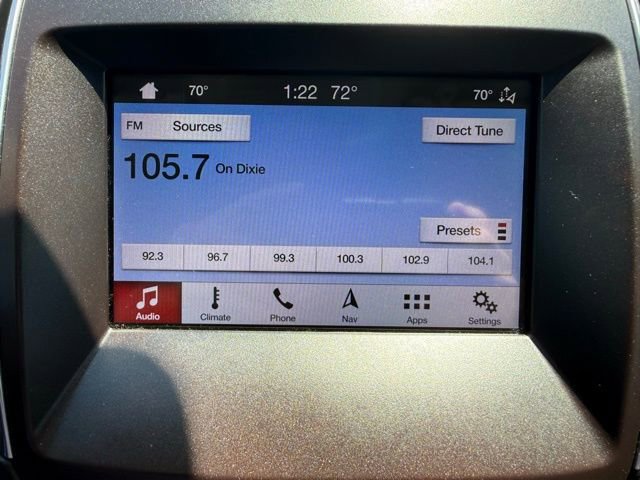 70° 1:22 72° 70°
FM Sources
Direct Tune
105.7 On Dixie
Presets
92.3 96.7 99.3 100.3 102.9 104.1
Audio Climate Phone Nav Apps Settings